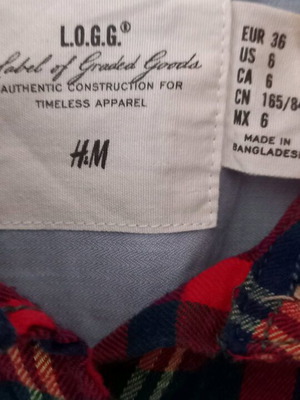 L.O.G.G.®
Label of Graded Goods
AUTHENTIC CONSTRUCTION FOR
TIMELESS APPAREL
H&M
EUR 36
US 6
CA 6
CN 165/84
MX 6
MADE IN
BANGLADESH